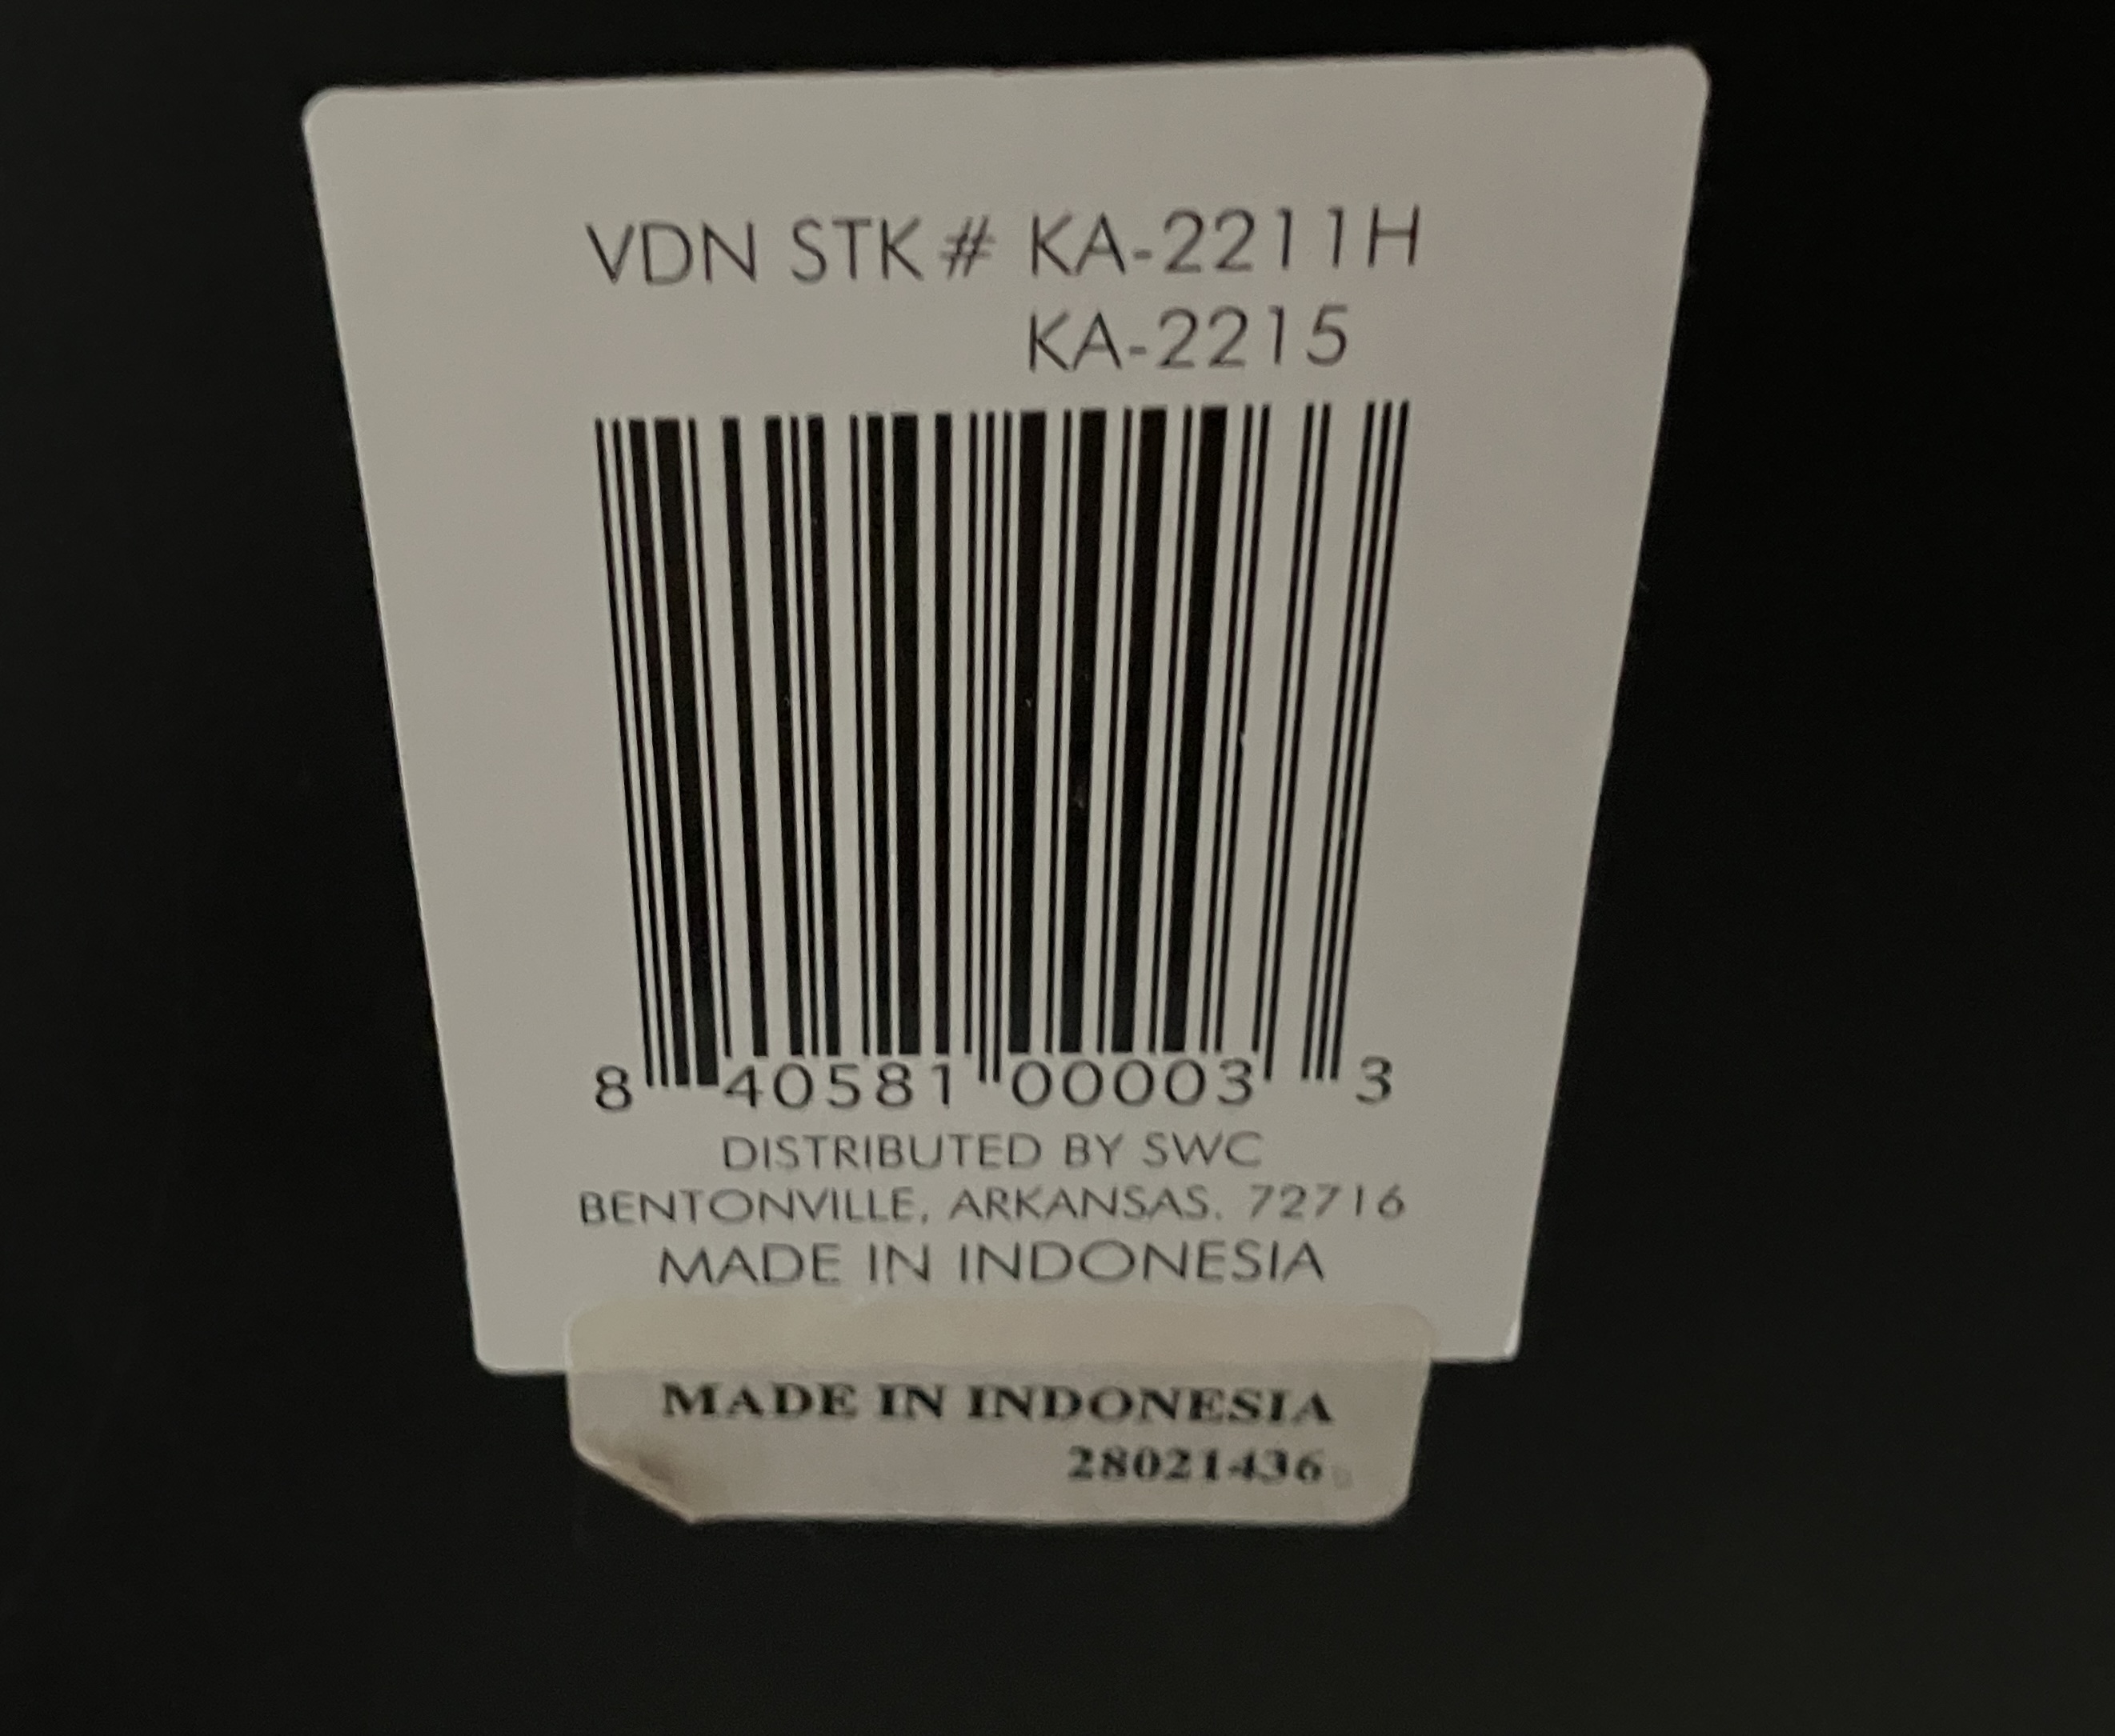 VDN STK # KA-2211H
KA-2215
8 40581 00003 3
DISTRIBUTED BY SWC
BENTONVILLE, ARKANSAS. 72716
MADE IN INDONESIA
MADE IN INDONESIA
28021436